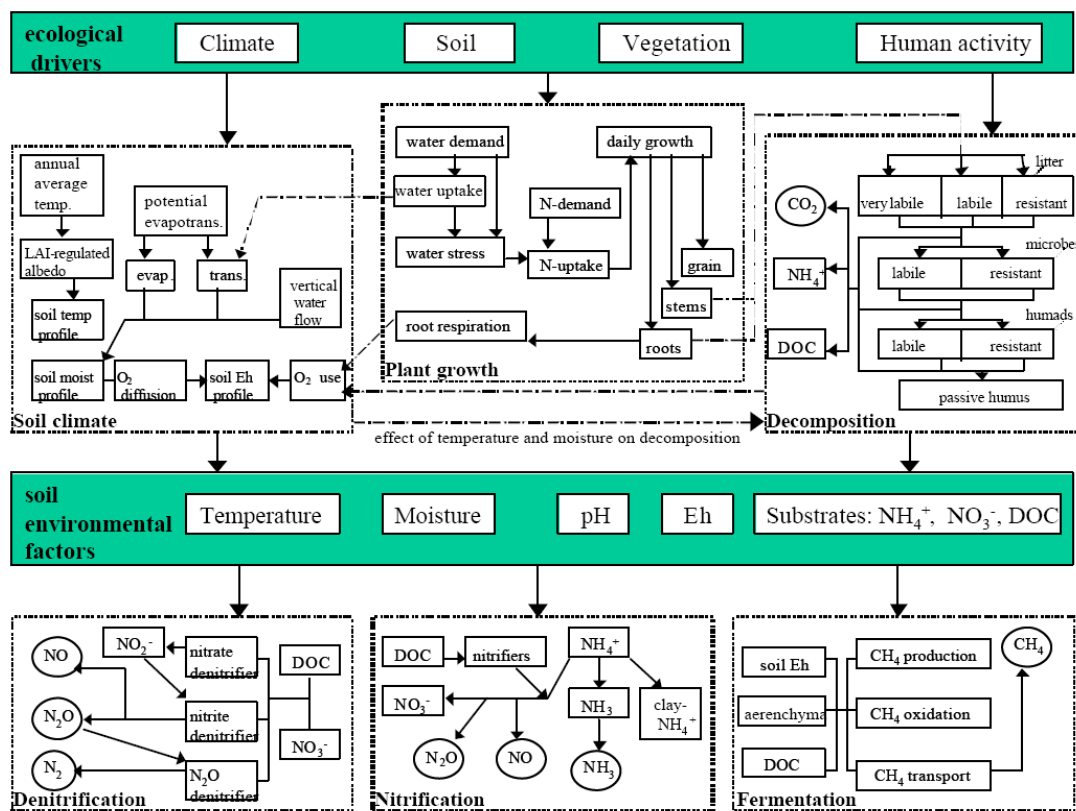 ecological
drivers
Climate
Soil
Vegetation
Human activity
annual
average
temp.
potential
evapotrans.
LAI-regulated
albedo
evap.
trans.
vertical
water
flow
soil temp
profile
soil moist
profile
O₂
diffusion
soil Eh
profile
O₂ use
Soil climate
water demand
daily growth
water uptake
N-demand
water stress
N-uptake
grain
stems
root respiration
roots
Plant growth
litter
CO₂
very labile
labile
resistant
microbes
NH₄⁺
labile
resistant
humads
DOC
labile
resistant
passive humus
Decomposition
effect of temperature and moisture on decomposition
soil
environmental
factors
Temperature
Moisture
pH
Eh
Substrates: NH₄⁺, NO₃⁻, DOC
NO
NO₂⁻
nitrate
denitrifier
DOC
N₂O
nitrite
denitrifier
NO₃⁻
N₂
N₂O
denitrifier
Denitrification
DOC
nitrifiers
NH₄⁺
NO₃⁻
NH₃
clay-
NH₄⁺
N₂O
NO
NH₃
Nitrification
soil Eh
CH₄ production
CH₄
aerenchyma
CH₄ oxidation
DOC
CH₄ transport
Fermentation